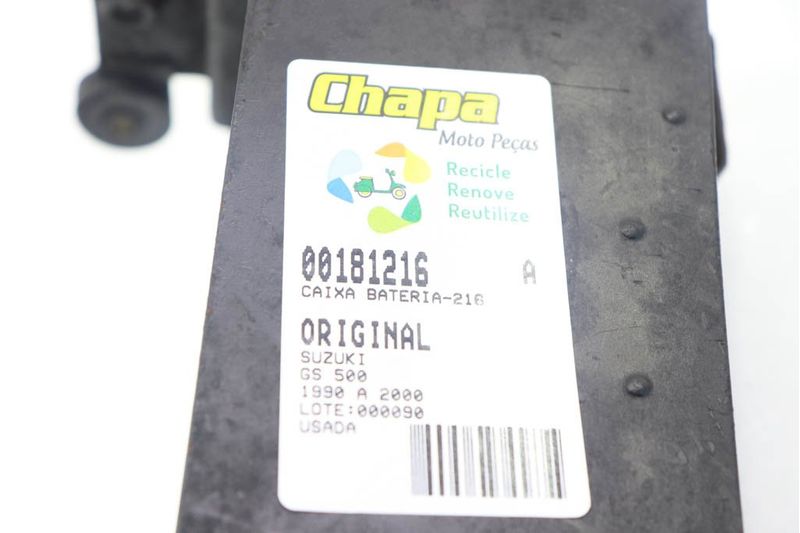 Chapa
Moto Peças
Recicle
Renove
Reutilize
00181216 A
CAIXA BATERIA-216
ORIGINAL
SUZUKI
GS 500
1990 A 2000
LOTE:000090
USADA